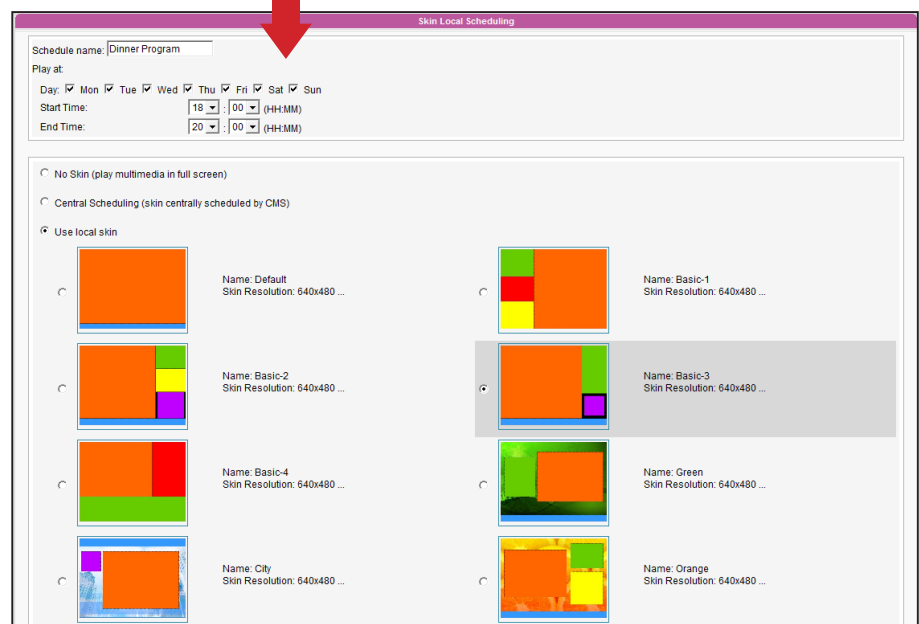 Skin Local Scheduling
Schedule name: Dinner Program
Play at:
Day: Mon Tue Wed Thu Fri Sat Sun
Start Time: 18 : 00 (HH:MM)
End Time: 20 : 00 (HH:MM)
No Skin (play multimedia in full screen)
Central Scheduling (skin centrally scheduled by CMS)
Use local skin
Name: Default
Skin Resolution: 640x480 ...
Name: Basic-1
Skin Resolution: 640x480 ...
Name: Basic-2
Skin Resolution: 640x480 ...
Name: Basic-3
Skin Resolution: 640x480 ...
Name: Basic-4
Skin Resolution: 640x480 ...
Name: Green
Skin Resolution: 640x480 ...
Name: City
Skin Resolution: 640x480 ...
Name: Orange
Skin Resolution: 640x480 ...